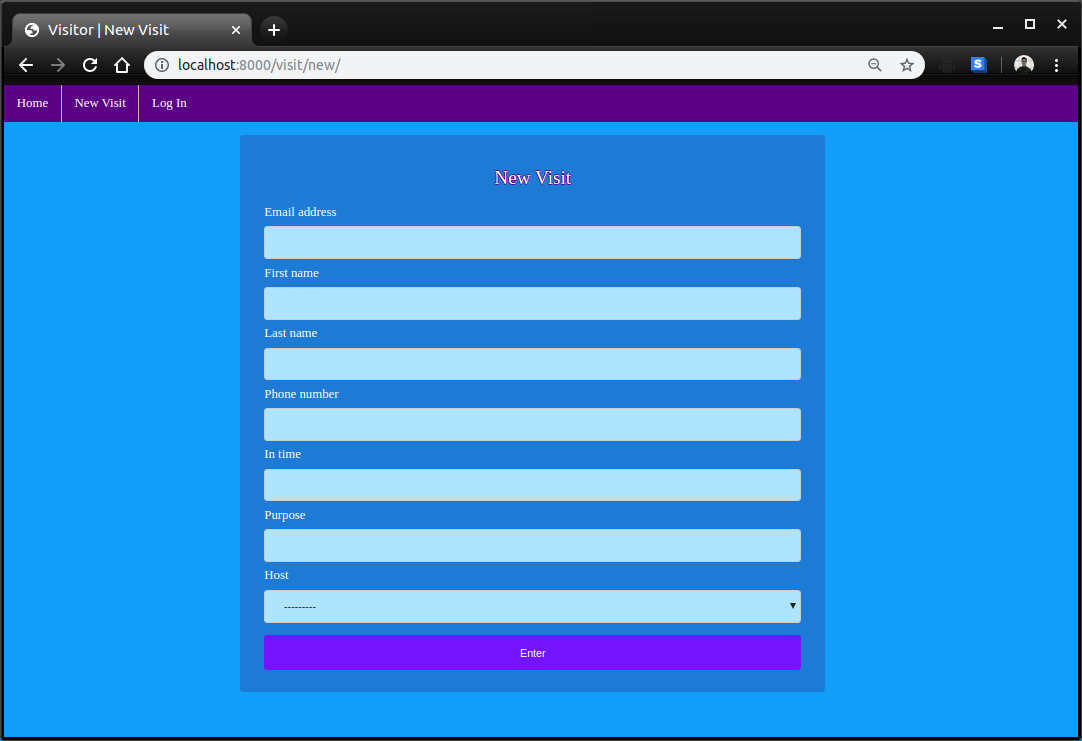 Visitor | New Visit
localhost:8000/visit/new/
S
Home New Visit Log In
New Visit
Email address
First name
Last name
Phone number
In time
Purpose
Host
---------
Enter